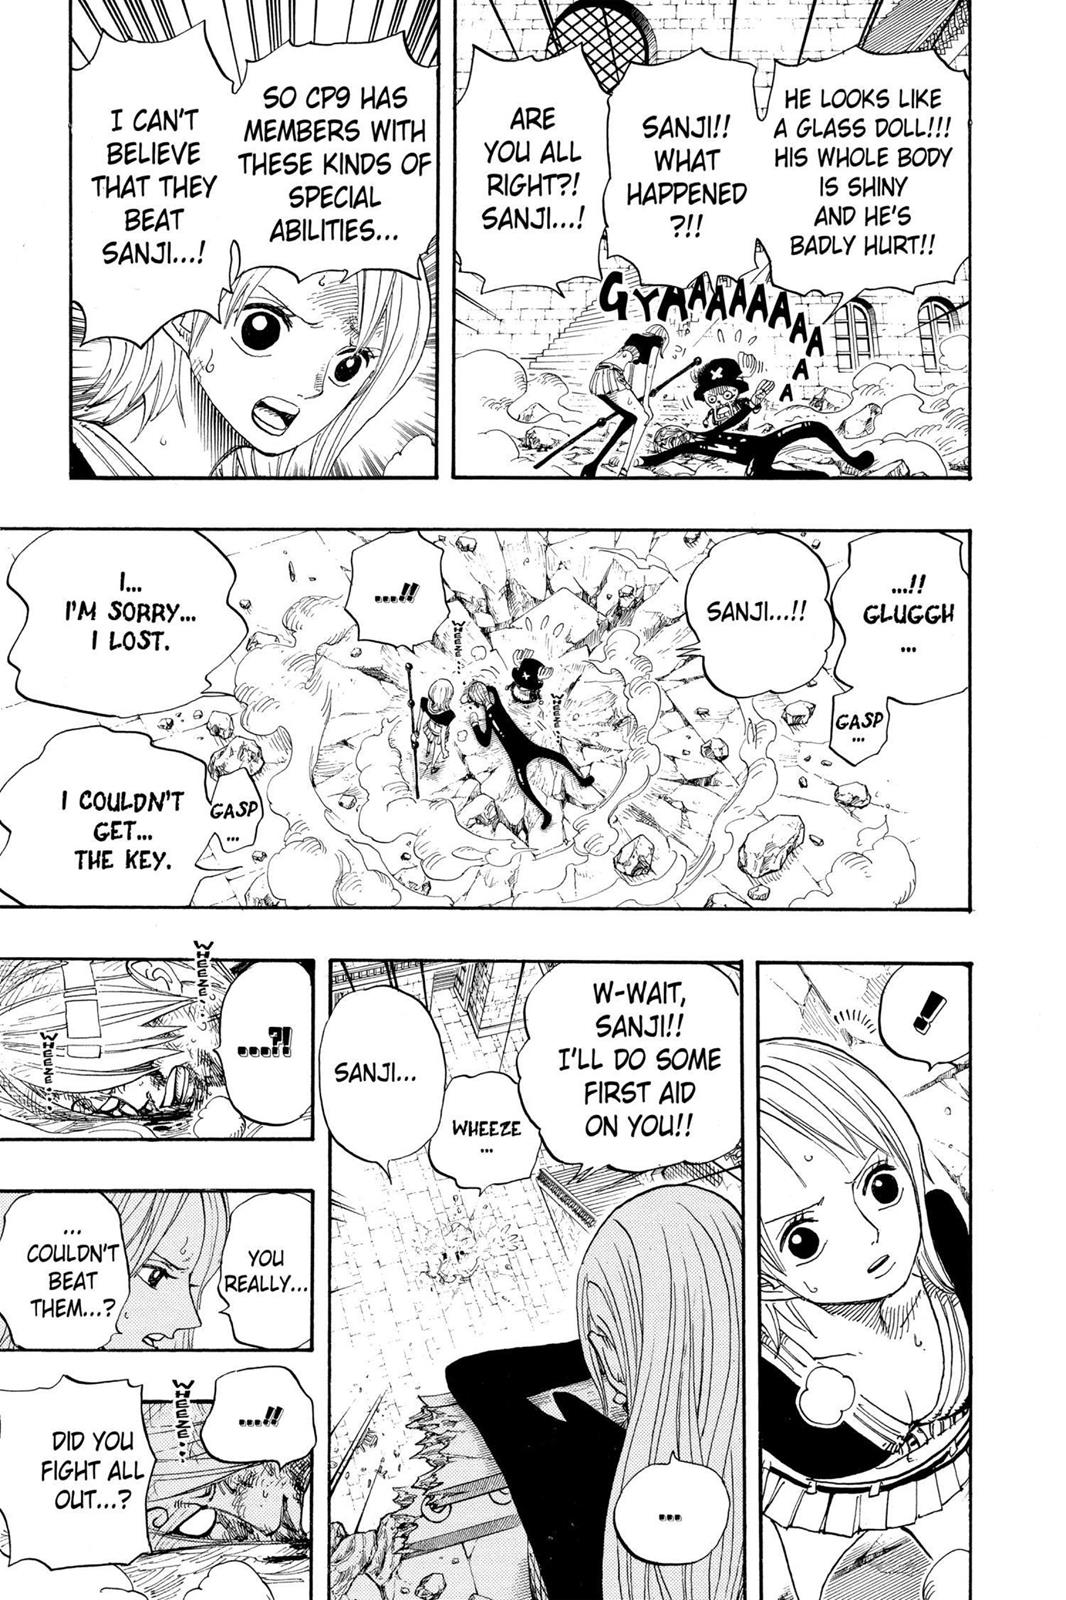 HE LOOKS LIKE
A GLASS DOLL!!!
HIS WHOLE BODY
IS SHINY
AND HE'S
BADLY HURT!!
SANJI!!
WHAT
HAPPENED
?!!
ARE
YOU ALL
RIGHT?!
SANJI...!
GYAAAAAAAAAAA
SO CP9 HAS
MEMBERS WITH
THESE KINDS OF
SPECIAL
ABILITIES...
I CAN'T
BELIEVE
THAT THEY
BEAT
SANJI...!
...!!
GLUGGH
...
GASP
...
SANJI...!!
...!!
WHEEZE...
WHEEZE...
I...
I'M SORRY...
I LOST.
GASP
...
I COULDN'T
GET...
THE KEY.
!
W-WAIT,
SANJI!!
I'LL DO SOME
FIRST AID
ON YOU!!
WHEEZE
...
SANJI...
...
...?!
WHEEZE...
WHEEZE...
YOU
REALLY...
...
COULDN'T
BEAT
THEM...?
...!!
WHEEZE...
DID YOU
FIGHT ALL
OUT...?